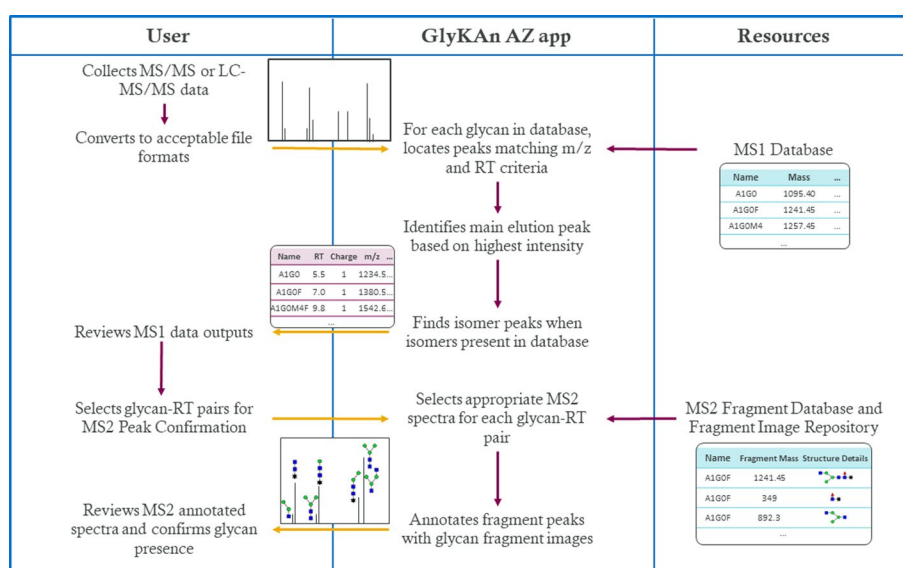 User
GlyKAn AZ app
Resources
Collects MS/MS or LC-
MS/MS data
Converts to acceptable file
formats
For each glycan in database,
locates peaks matching m/z
and RT criteria
MS1 Database
Name Mass ...
A1G0 1095.40 ...
A1G0F 1241.45 ...
A1G0M4 1257.45 ...
...
Identifies main elution peak
based on highest intensity
Name RT Charge m/z ...
A1G0 5.5 1 1234.5...
A1G0F 7.0 1 1380.5...
A1G0M4F 9.8 1 1542.6...
...
Finds isomer peaks when
isomers present in database
Reviews MS1 data outputs
Selects glycan-RT pairs for
MS2 Peak Confirmation
Selects appropriate MS2
spectra for each glycan-RT
pair
MS2 Fragment Database and
Fragment Image Repository
Name Fragment Mass Structure Details
A1G0F 1241.45
A1G0F 349
A1G0F 892.3
...
Reviews MS2 annotated
spectra and confirms glycan
presence
Annotates fragment peaks
with glycan fragment images